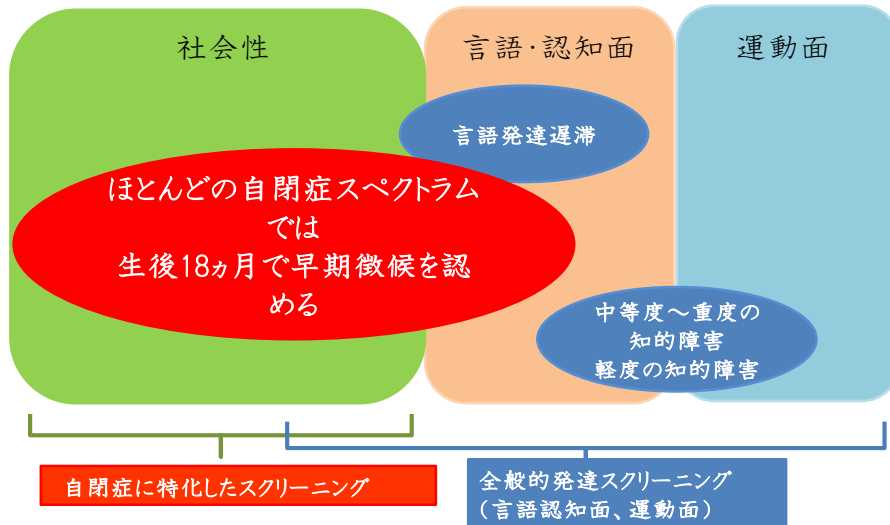 社会性
言語・認知面
運動面
言語発達遅滞
ほとんどの自閉症スペクトラム
では
生後18ヵ月で早期徴候を認
める
中等度～重度の
知的障害
軽度の知的障害
自閉症に特化したスクリーニング
全般的発達スクリーニング
（言語認知面、運動面）